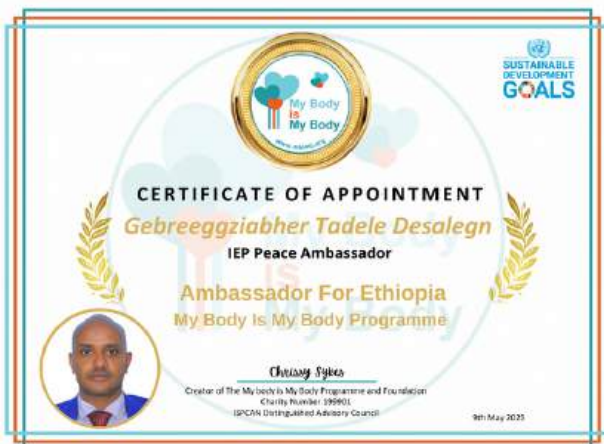 SUSTAINABLE
DEVELOPMENT
GOALS
My Body
is
My Body
CERTIFICATE OF APPOINTMENT
Gebreeggziabher Tadele Desalegn
IEP Peace Ambassador
Ambassador For Ethiopia
My Body Is My Body Programme
Chrissy Sykes
Creator of The My body is My Body Programme and Foundation
Charity Number 199901
ISPCAN Distinguished Advisory Council
9th May 2025